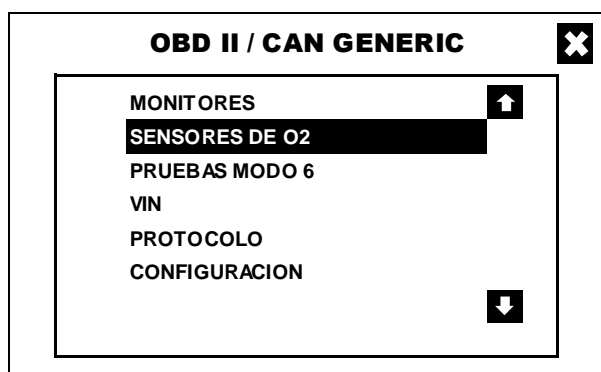 OBD II / CAN GENERIC
MONITORES
SENSORES DE O2
PRUEBAS MODO 6
VIN
PROTOCOLO
CONFIGURACION